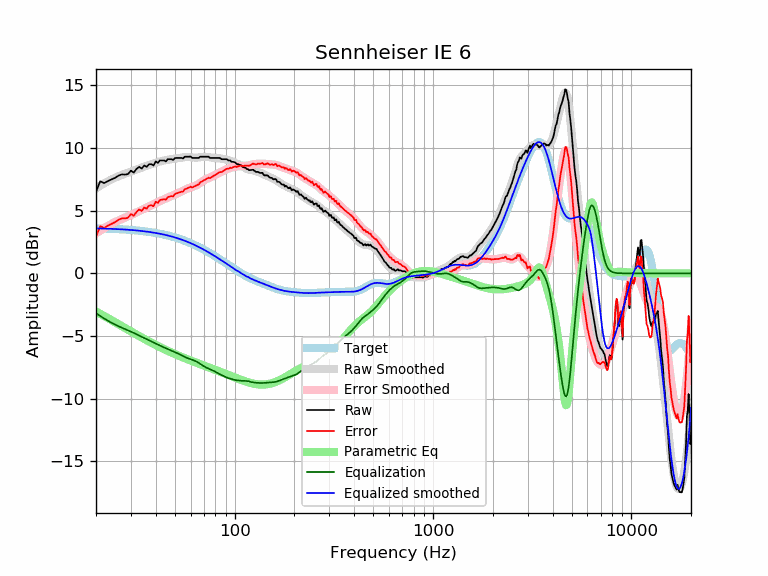 Sennheiser IE 6
15
10
5
0
−5
−10
−15
Amplitude (dBr)
Target
Raw Smoothed
Error Smoothed
Raw
Error
Parametric Eq
Equalization
Equalized smoothed
100
1000
10000
Frequency (Hz)